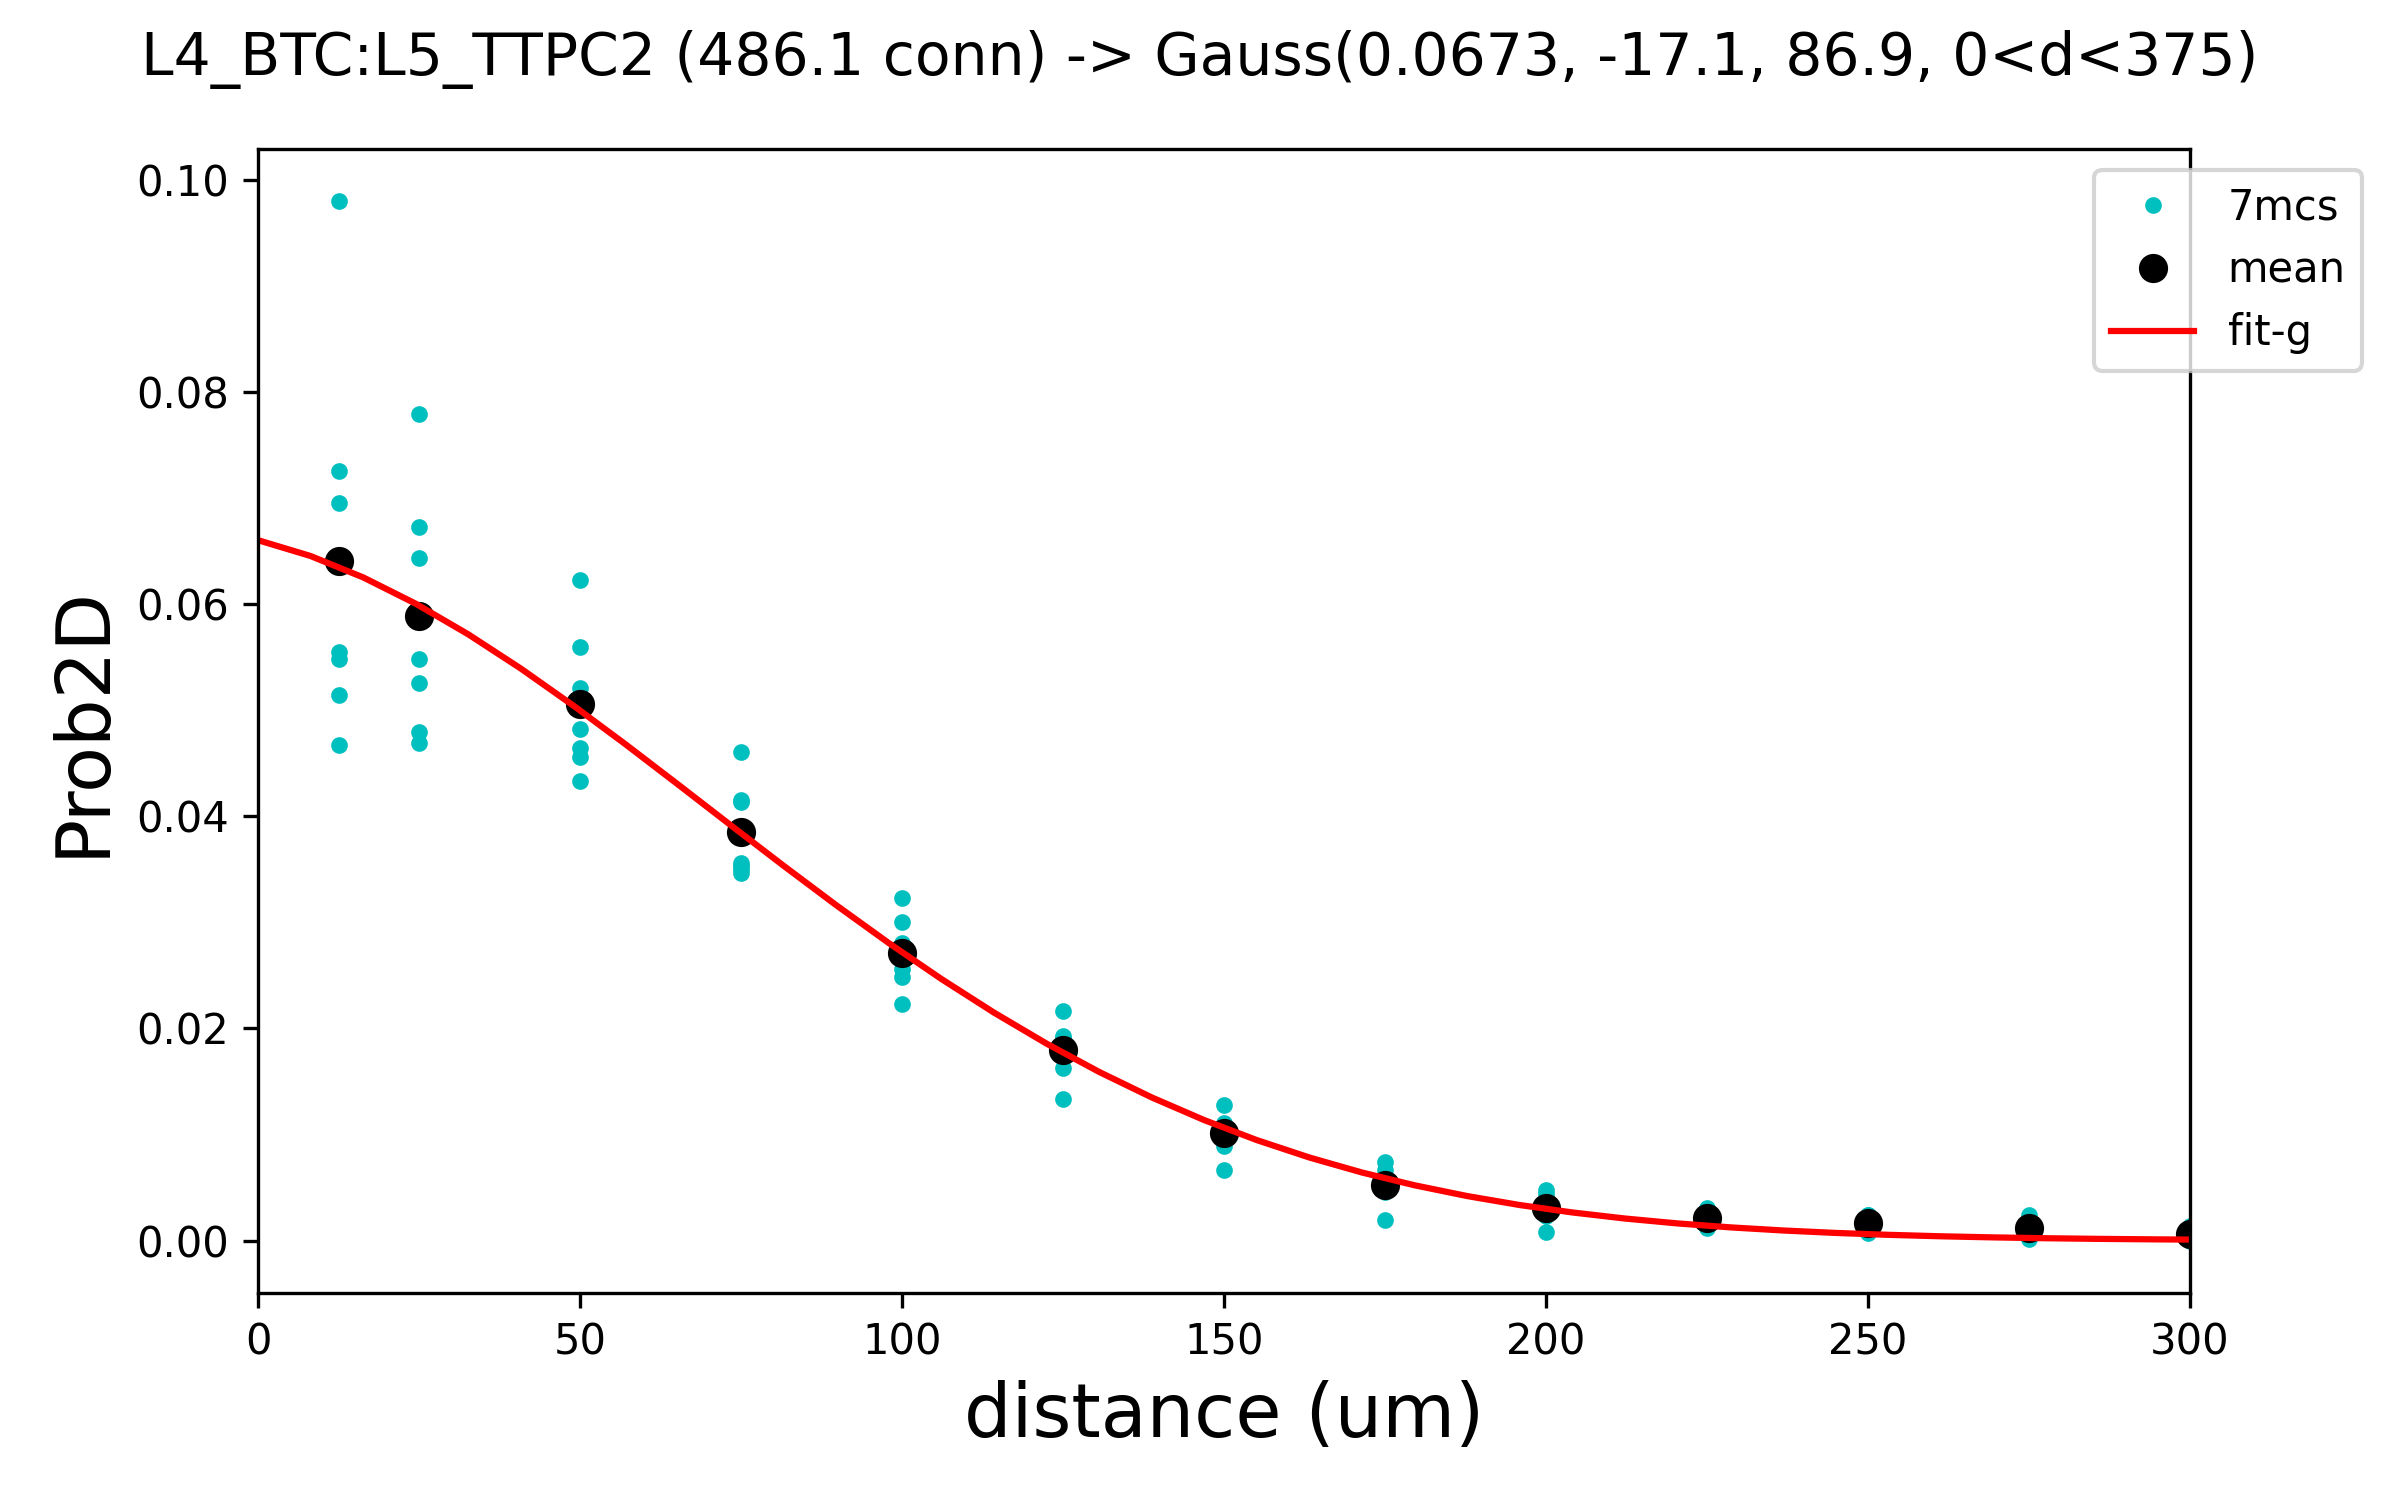 L4_BTC:L5_TTPC2 (486.1 conn) -> Gauss(0.0673, -17.1, 86.9, 0<d<375)
7mcs
mean
fit-g
Prob2D
0.10
0.08
0.06
0.04
0.02
0.00
0 50 100 150 200 250 300
distance (um)